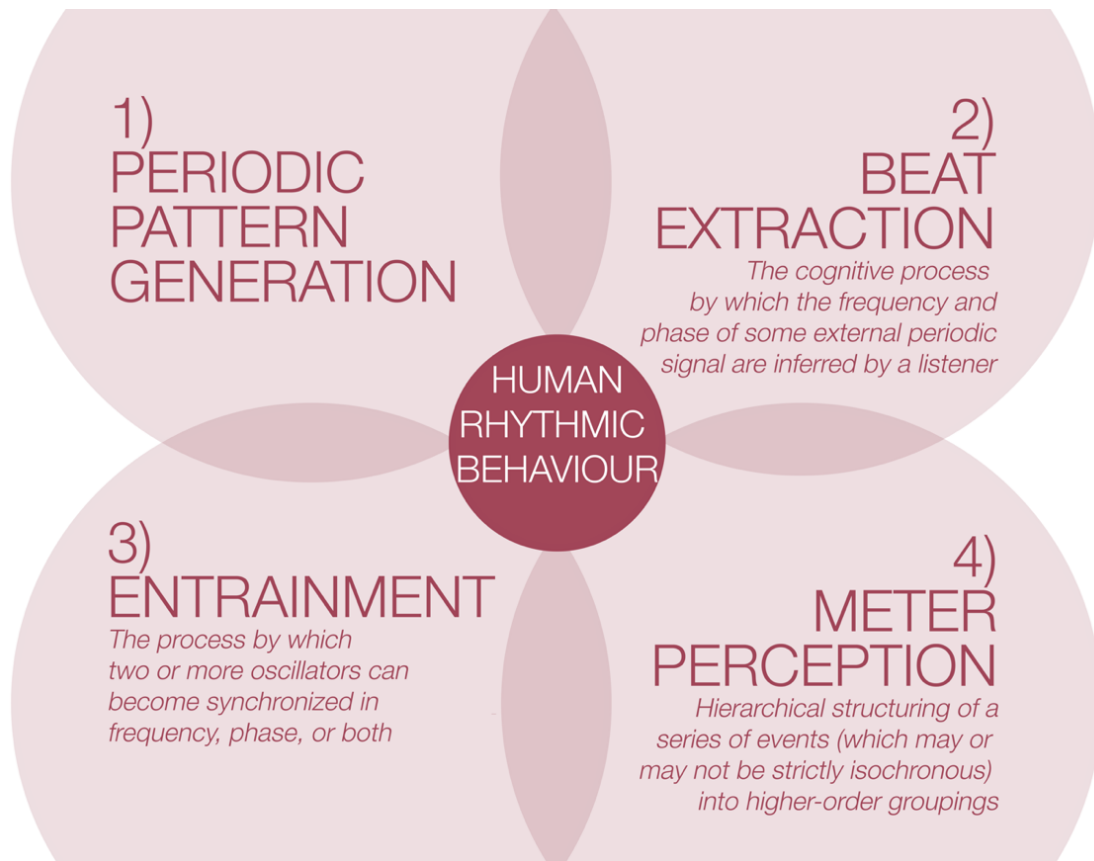 1)
PERIODIC
PATTERN
GENERATION
2)
BEAT
EXTRACTION
The cognitive process
by which the frequency and
phase of some external periodic
signal are inferred by a listener
HUMAN
RHYTHMIC
BEHAVIOUR
3)
ENTRAINMENT
The process by which
two or more oscillators can
become synchronized in
frequency, phase, or both
4)
METER
PERCEPTION
Hierarchical structuring of a
series of events (which may or
may not be strictly isochronous)
into higher-order groupings